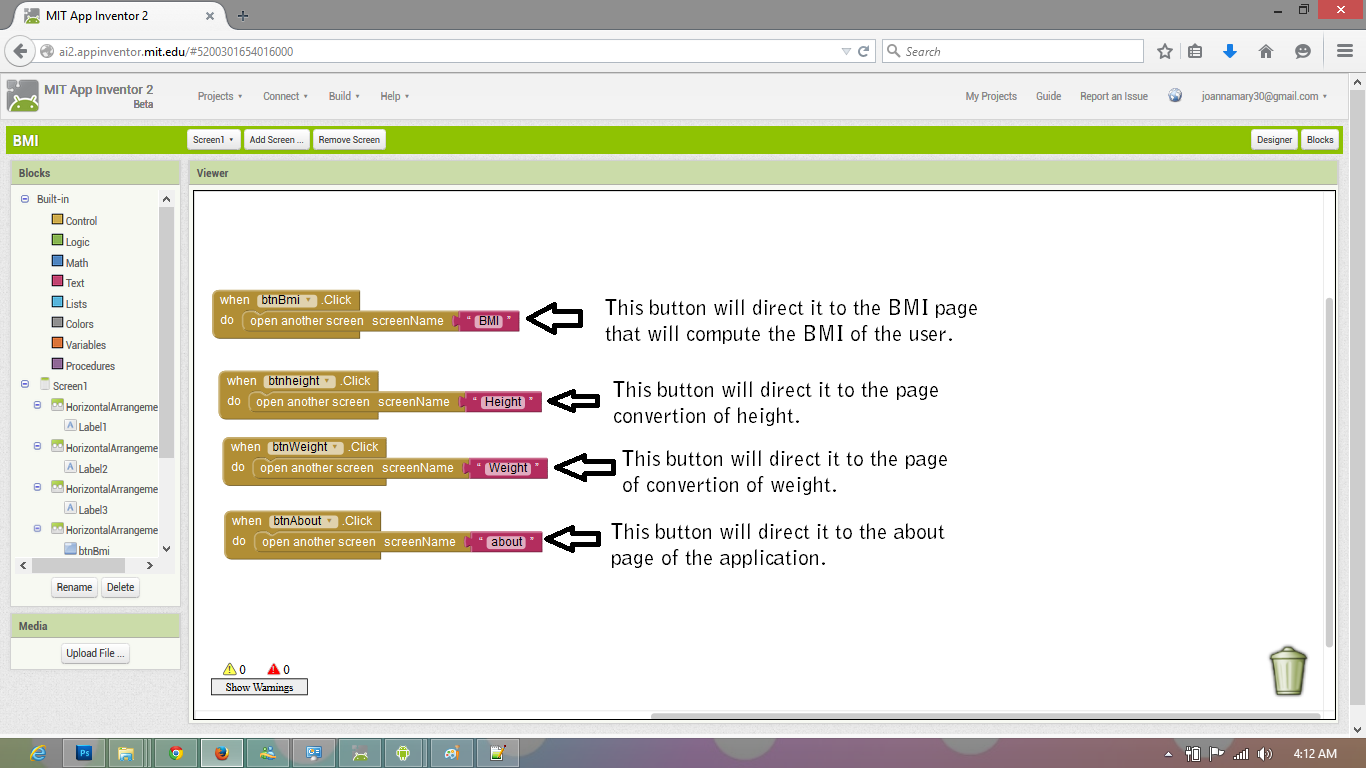 MIT App Inventor 2
ai2.appinventor.mit.edu/#5200301654016000
Search
MIT App Inventor 2
Beta
Projects
Connect
Build
Help
My Projects
Guide
Report an Issue
joannamary30@gmail.com
BMI
Screen1
Add Screen ...
Remove Screen
Designer
Blocks
Blocks
Built-in
Control
Logic
Math
Text
Lists
Colors
Variables
Procedures
Screen1
HorizontalArrangeme
Label1
HorizontalArrangeme
Label2
HorizontalArrangeme
Label3
HorizontalArrangeme
btnBmi
Rename
Delete
Media
Upload File ...
Viewer
when btnBmi .Click
do open another screen screenName “ BMI ”
This button will direct it to the BMI page
that will compute the BMI of the user.
when btnheight .Click
do open another screen screenName “ Height ”
This button will direct it to the page
convertion of height.
when btnWeight .Click
do open another screen screenName “ Weight ”
This button will direct it to the page
of convertion of weight.
when btnAbout .Click
do open another screen screenName “ about ”
This button will direct it to the about
page of the application.
0 0
Show Warnings
Ps
4:12 AM